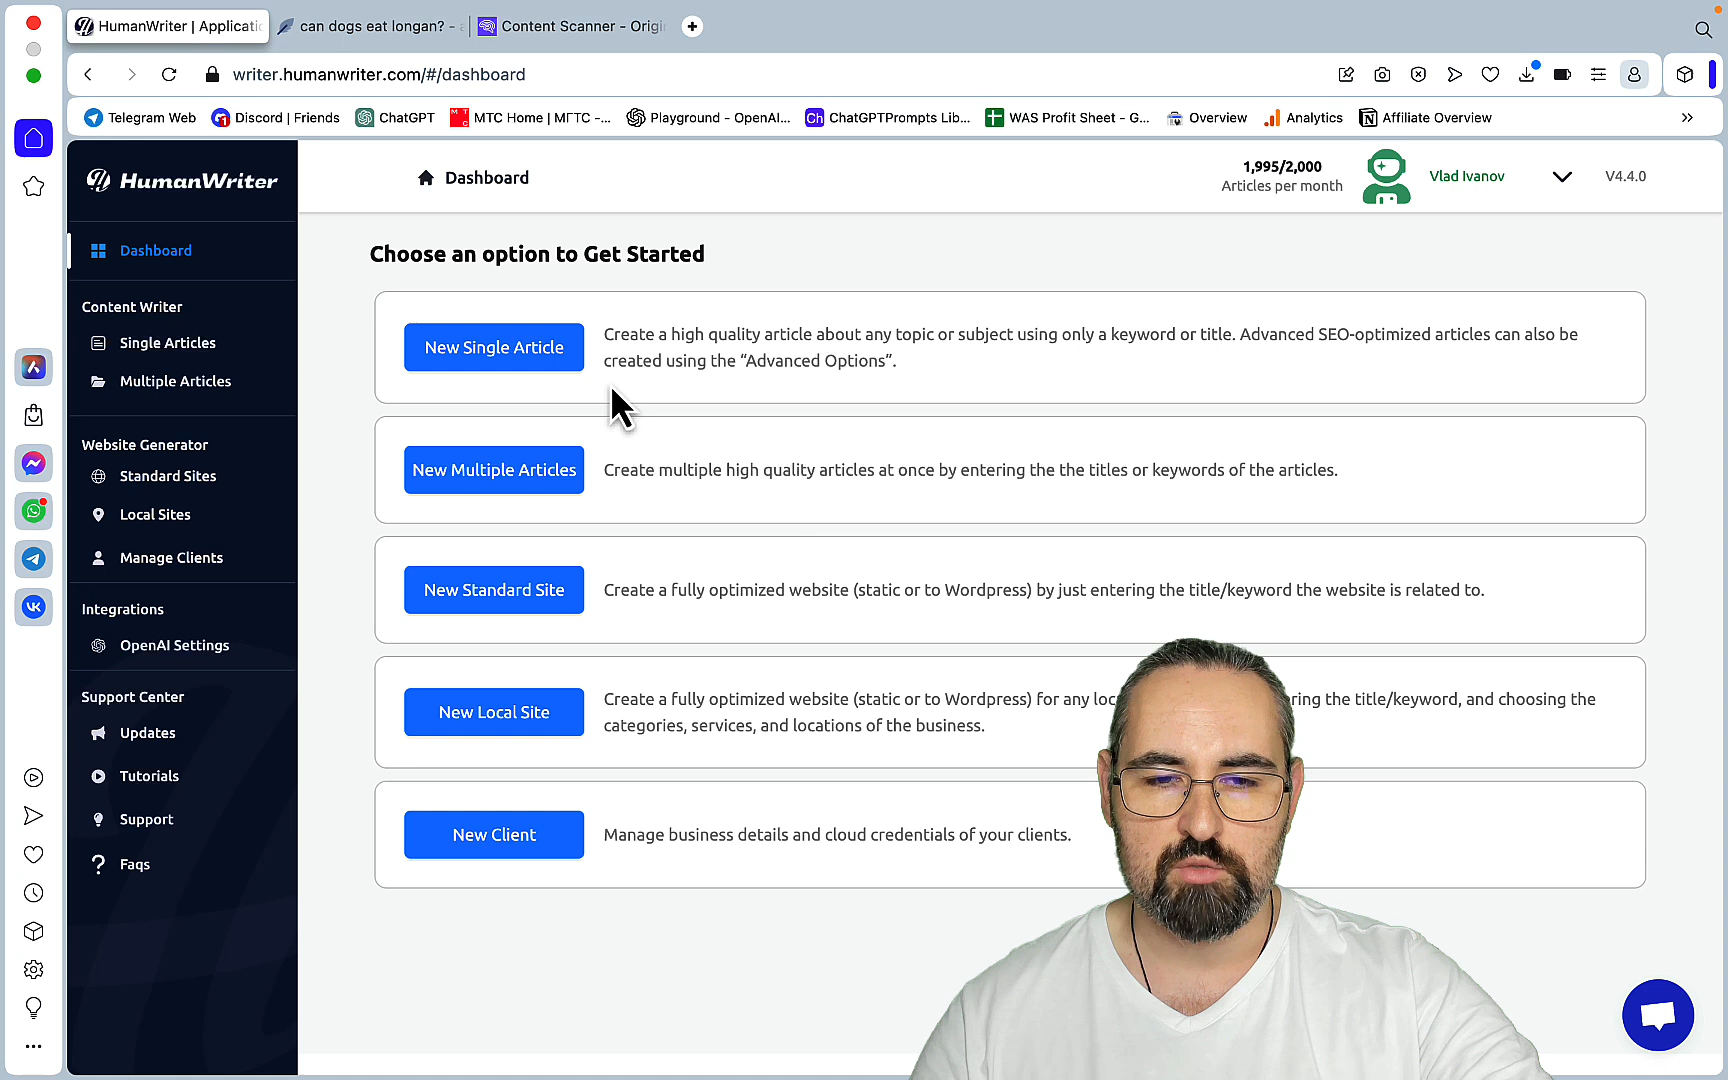 HumanWriter | Applicati
can dogs eat longan? -
Content Scanner - Origi
writer.humanwriter.com/#/dashboard
Telegram Web
Discord | Friends
ChatGPT
МТС Home | МГТС -...
Playground - OpenAI...
Ch
ChatGPTPrompts Lib...
WAS Profit Sheet - G...
Overview
Analytics
Affiliate Overview
HumanWriter
Dashboard
1,995/2,000
Articles per month
Vlad Ivanov
V4.4.0
Dashboard
Content Writer
Single Articles
Multiple Articles
Website Generator
Standard Sites
Local Sites
Manage Clients
Integrations
OpenAI Settings
Support Center
Updates
Tutorials
Support
Faqs
Choose an option to Get Started
New Single Article
Create a high quality article about any topic or subject using only a keyword or title. Advanced SEO-optimized articles can also be
created using the “Advanced Options”.
New Multiple Articles
Create multiple high quality articles at once by entering the the titles or keywords of the articles.
New Standard Site
Create a fully optimized website (static or to Wordpress) by just entering the title/keyword the website is related to.
New Local Site
Create a fully optimized website (static or to Wordpress) for any loc ring the title/keyword, and choosing the
categories, services, and locations of the business.
New Client
Manage business details and cloud credentials of your clients.